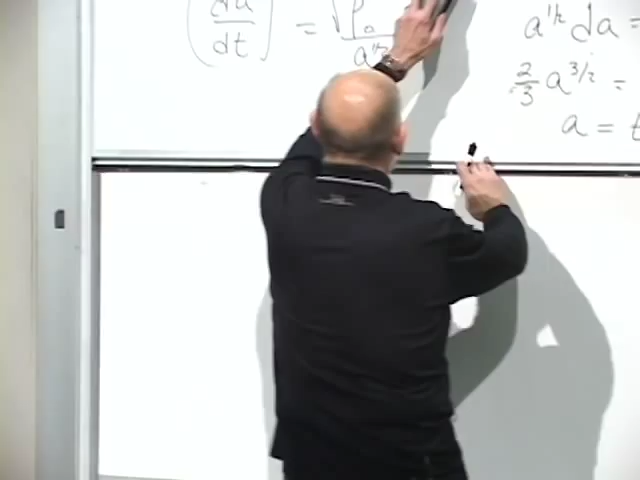 (da/dt) = √ρ₀/a^1/2
a^1/2 da =
2/3 a^3/2 =
a = t